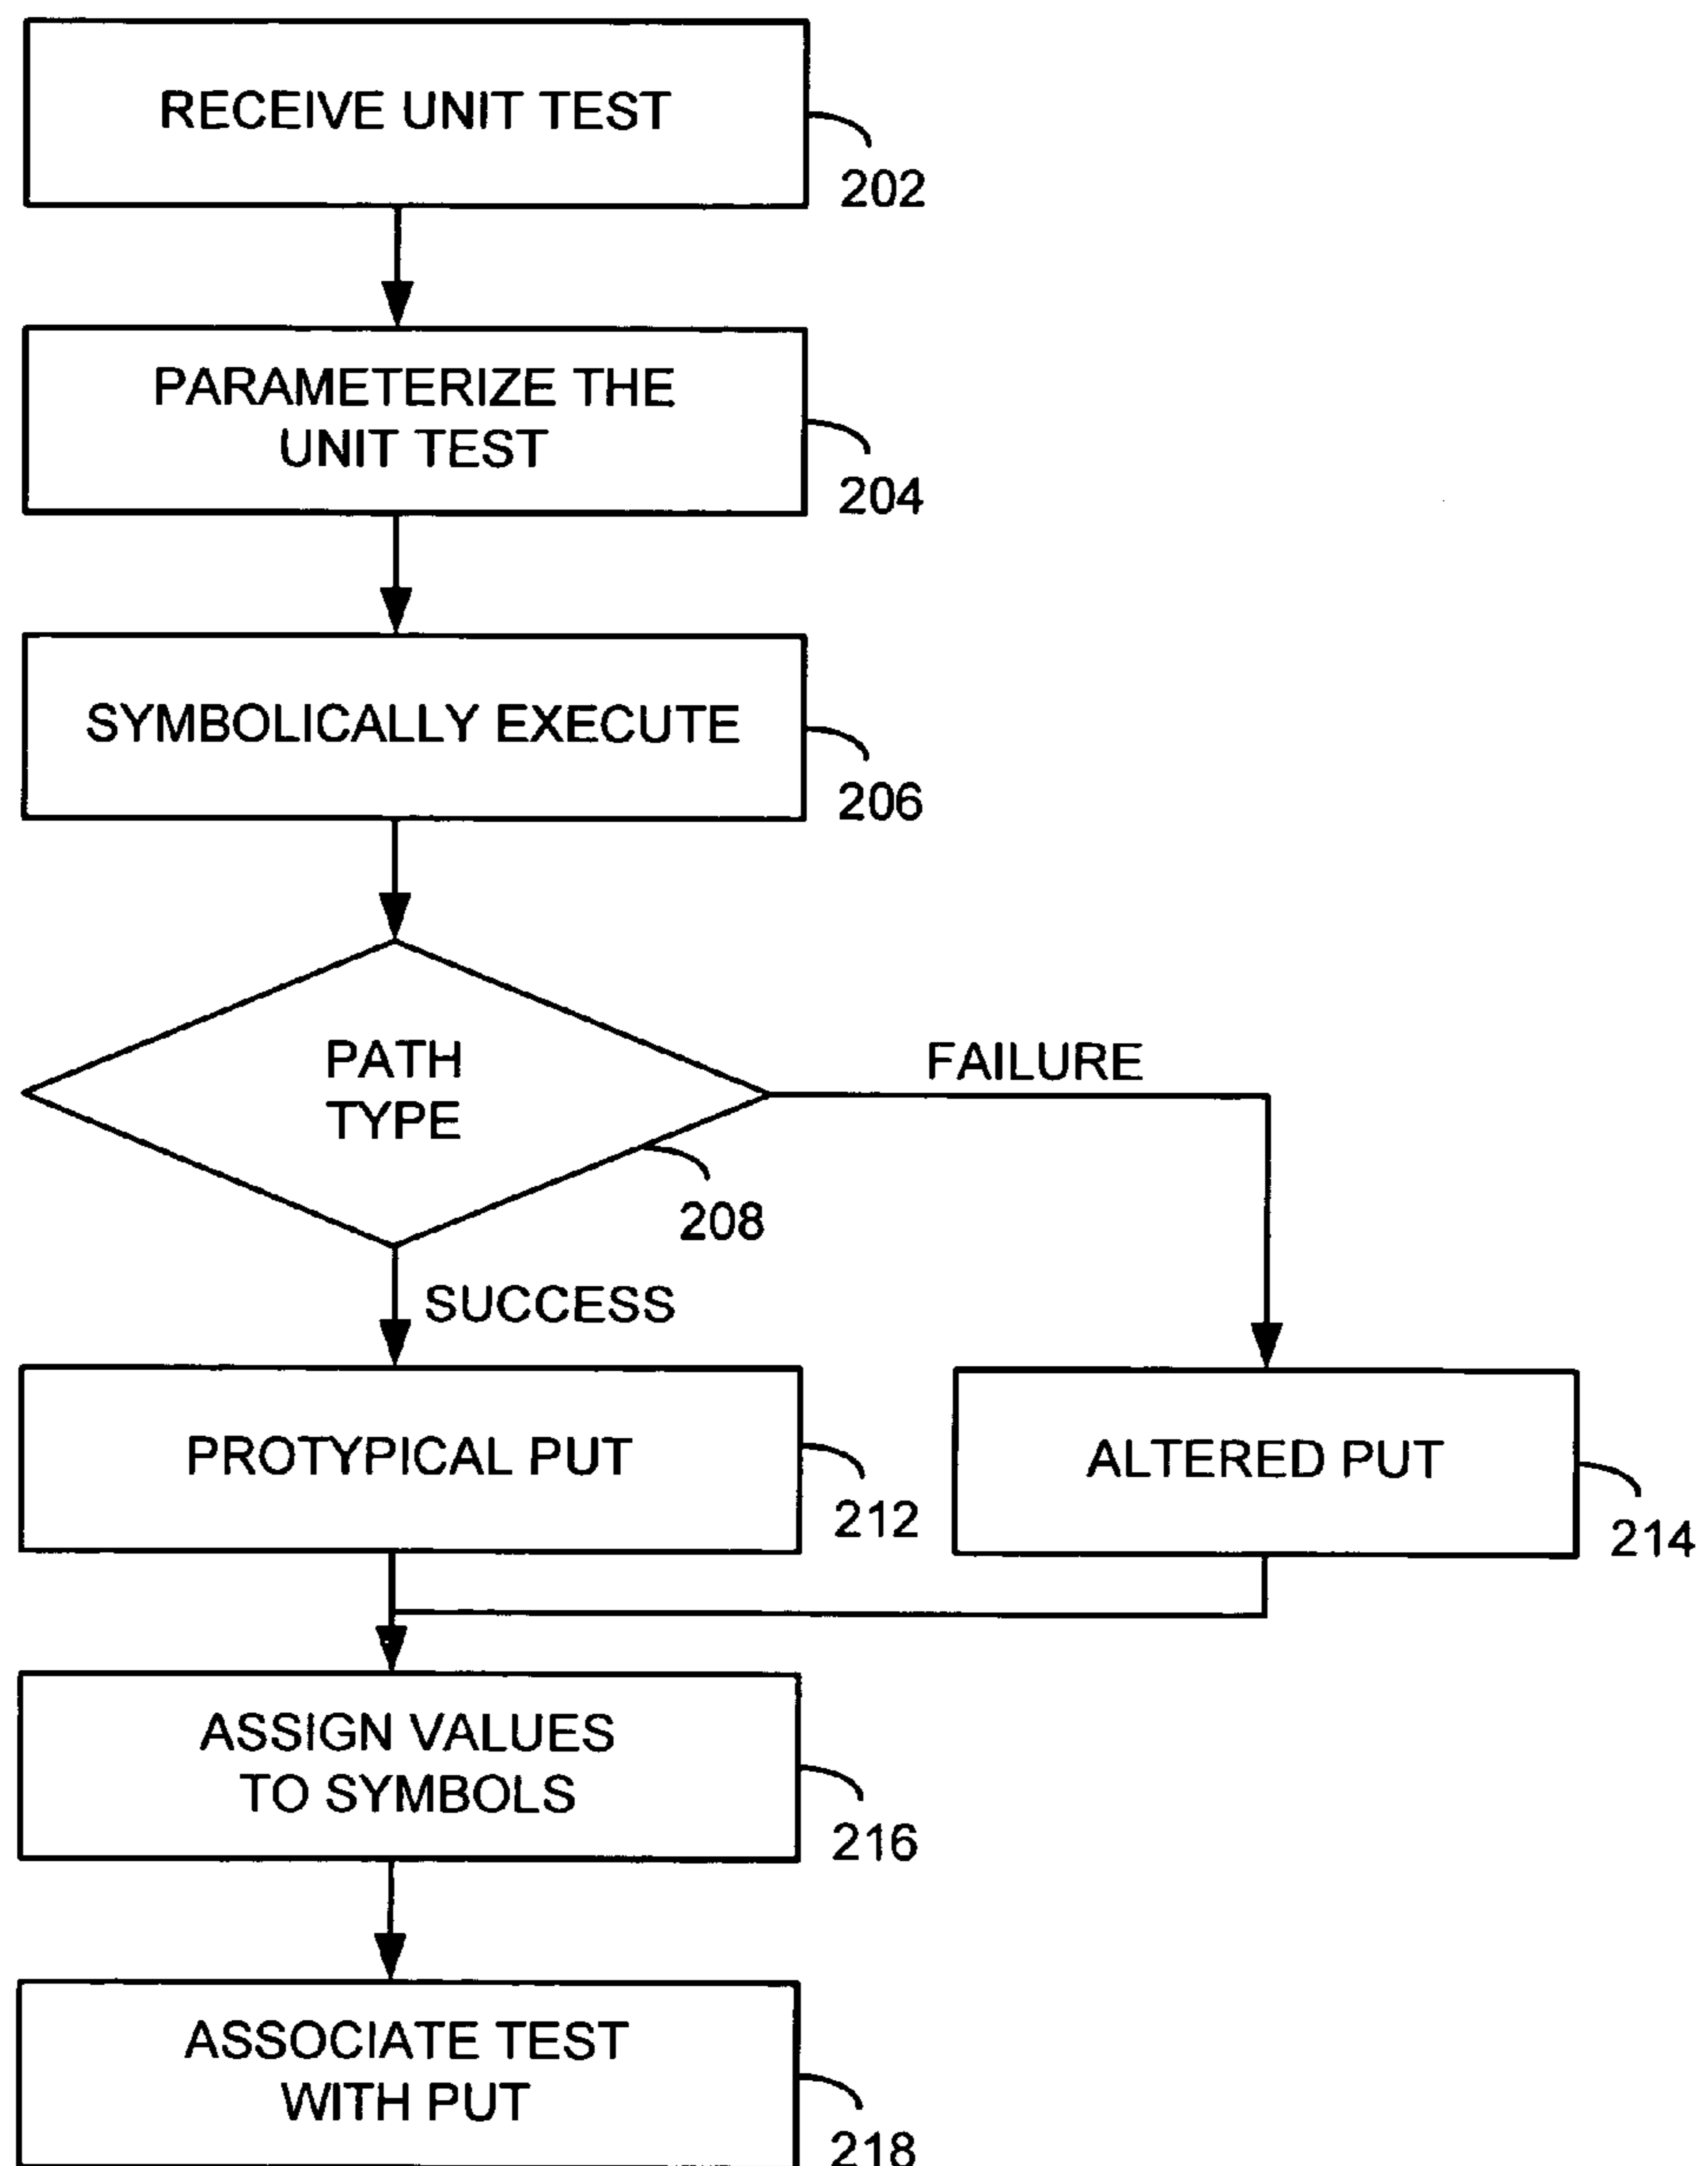 RECEIVE UNIT TEST
202
PARAMETERIZE THE
UNIT TEST
204
SYMBOLICALLY EXECUTE
206
PATH
TYPE
208
FAILURE
SUCCESS
PROTYPICAL PUT
212
ALTERED PUT
214
ASSIGN VALUES
TO SYMBOLS
216
ASSOCIATE TEST
WITH PUT
218